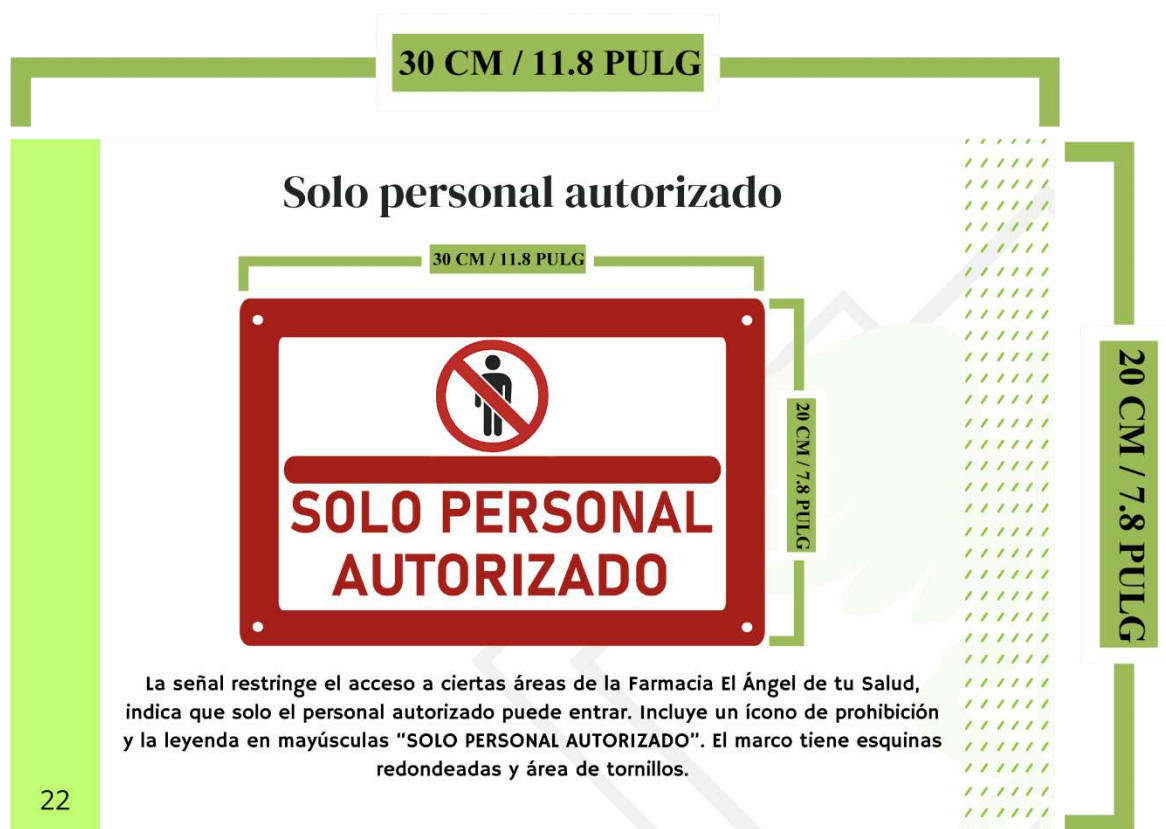 30 CM / 11.8 PULG
Solo personal autorizado
30 CM / 11.8 PULG
SOLO PERSONAL
AUTORIZADO
20 CM / 7.8 PULG
20 CM / 7.8 PULG
La señal restringe el acceso a ciertas áreas de la Farmacia El Ángel de tu Salud,
indica que solo el personal autorizado puede entrar. Incluye un ícono de prohibición
y la leyenda en mayúsculas "SOLO PERSONAL AUTORIZADO". El marco tiene esquinas
redondeadas y área de tornillos.
22